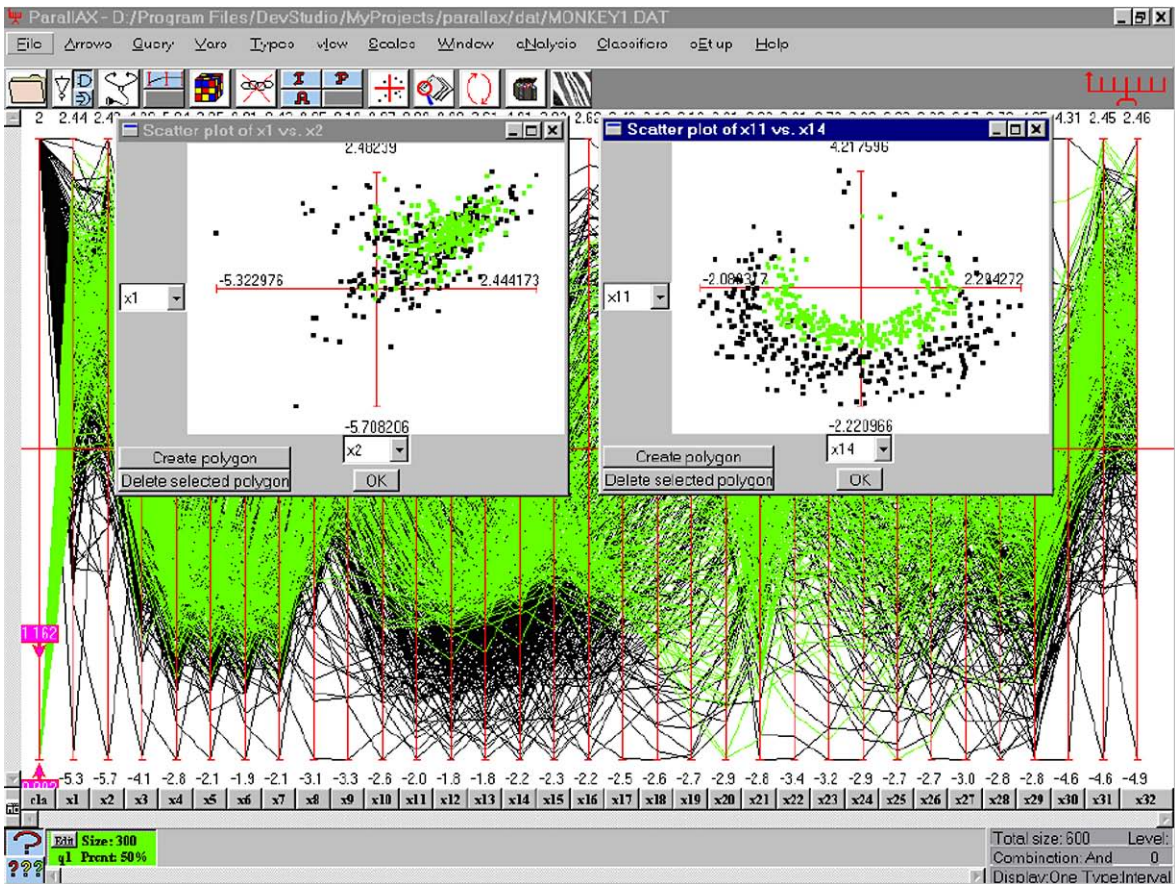 ParallAX - D:/Program Files/DevStudio/MyProjects/parallax/dat/MONKEY1.DAT
File Arrows Query Vars Types vIew Scales Window aNalysis Classifiers sEt up Help
I P
A
2 2.44 2.62 4.31 2.45 2.46
Scatter plot of x1 vs. x2
2.48239
-5.322976 2.444173
x1
-5.708206
x2
Create polygon
Delete selected polygon
OK
Scatter plot of x11 vs. x14
4.217596
2.294272
x11
-2.220966
x14
Create polygon
Delete selected polygon
OK
1.162
-5.3 -5.7 -4.1 -2.8 -2.1 -1.9 -2.1 -3.1 -3.3 -2.6 -2.0 -1.8 -1.8 -2.2 -2.3 -2.2 -2.5 -2.6 -2.7 -2.9 -2.8 -3.4 -3.2 -2.9 -2.7 -2.7 -3.0 -2.8 -2.8 -4.6 -4.6 -4.9
cla x1 x2 x3 x4 x5 x6 x7 x8 x9 x10 x11 x12 x13 x14 x15 x16 x17 x18 x19 x20 x21 x22 x23 x24 x25 x26 x27 x28 x29 x30 x31 x32
Edit Size: 300
q1 Prcnt: 50%
???
Total size: 600 Level:
Combination: And 0
Display:One Type:Interval